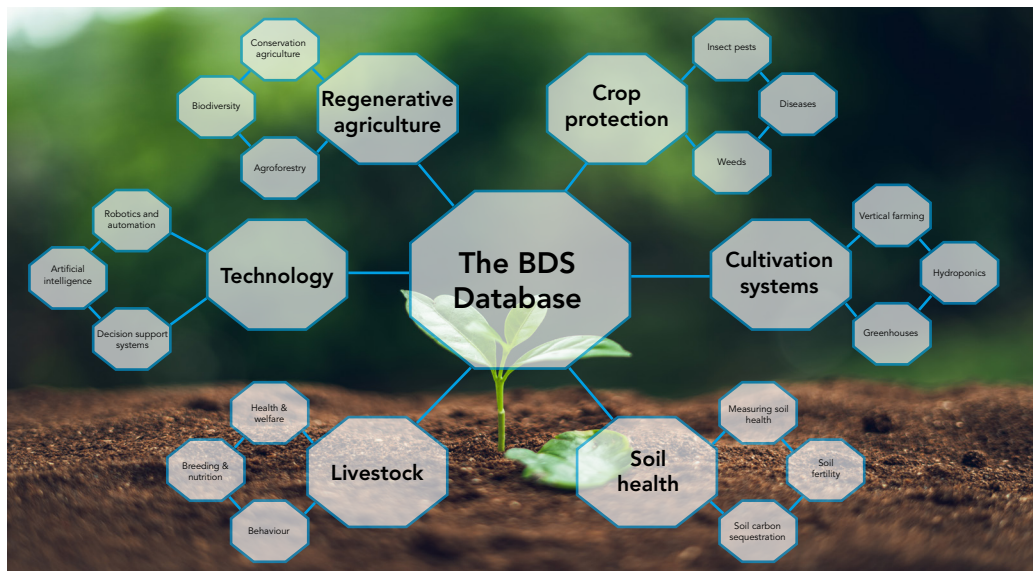 Conservation
agriculture
Biodiversity
Agroforestry
Regenerative
agriculture
Crop
protection
Insect pests
Diseases
Weeds
Robotics and
automation
Artificial
intelligence
Decision support
systems
Technology
The BDS
Database
Cultivation
systems
Vertical farming
Hydroponics
Greenhouses
Health &
welfare
Breeding &
nutrition
Behaviour
Livestock
Soil
health
Measuring soil
health
Soil
fertility
Soil carbon
sequestration